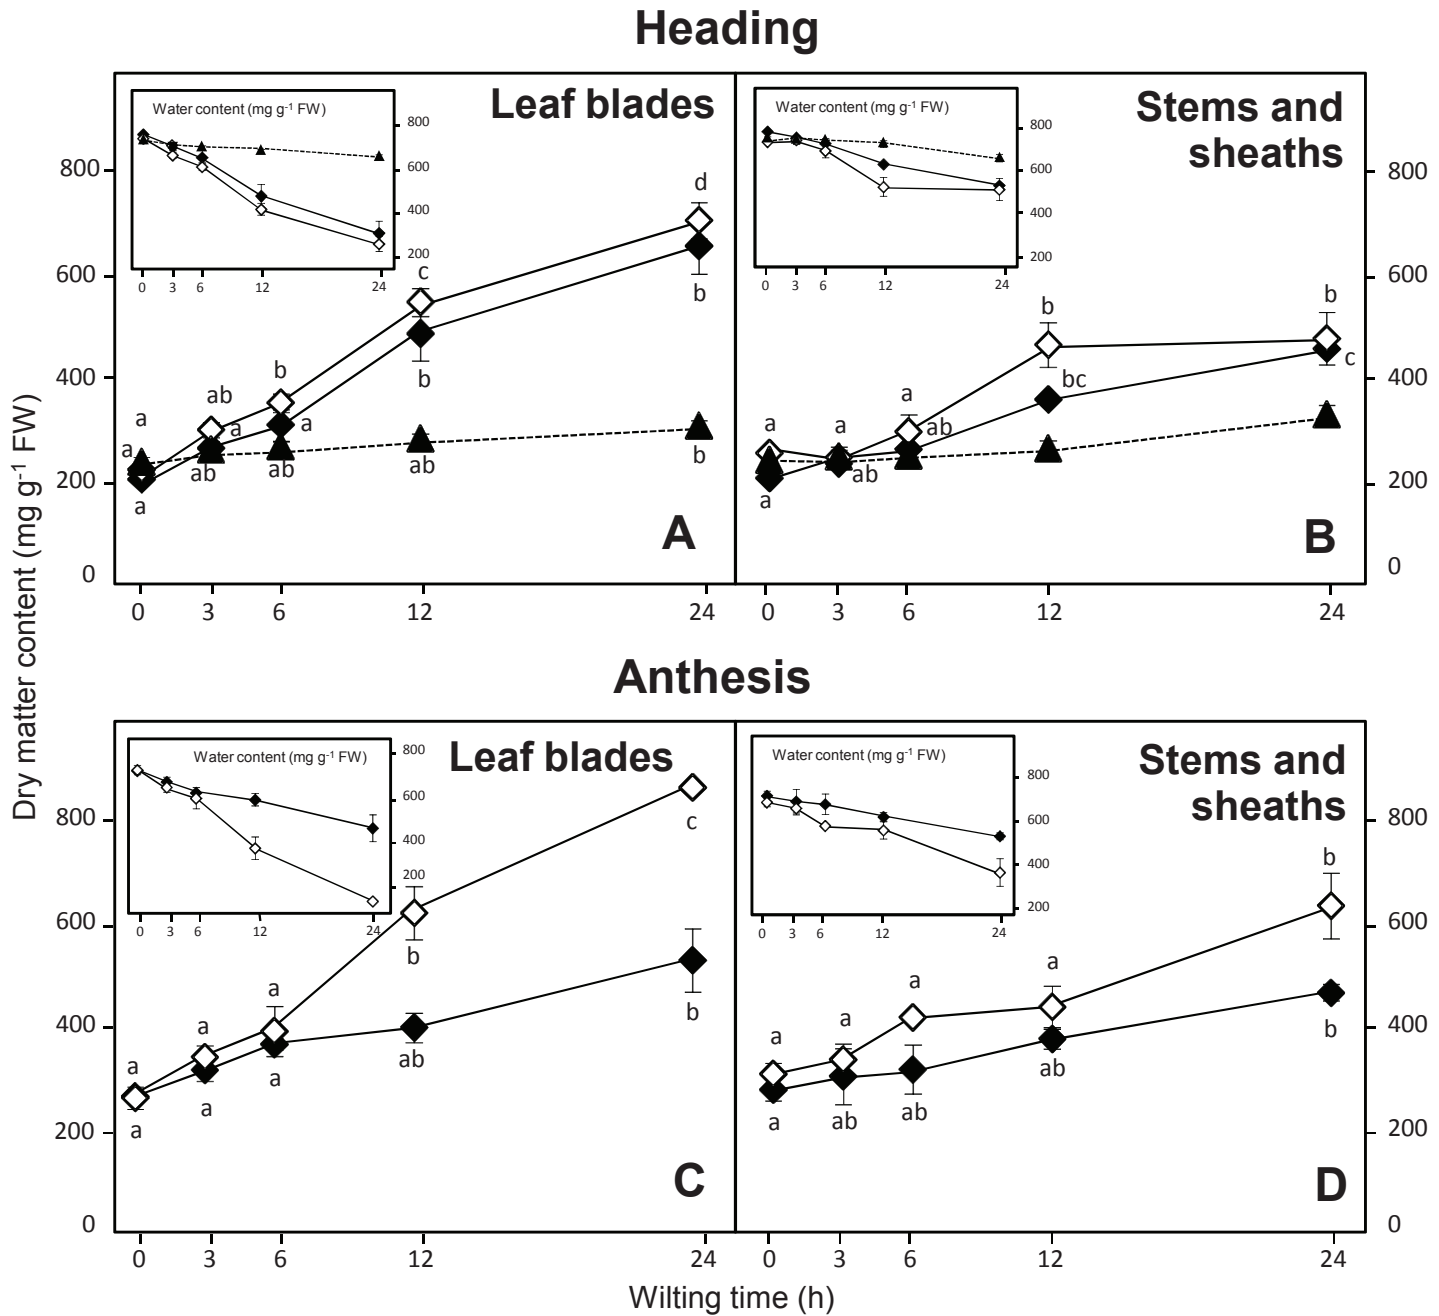 Heading
Leaf blades
Water content (mg g⁻¹ FW)
800
600
400
200
0 3 6 12 24
Stems and
sheaths
Water content (mg g⁻¹ FW)
800
600
400
200
0 3 6 12 24
800
600
400
200
0
800
600
400
200
0
d
c
b
b
ab
b
a
a
a
a
ab
ab
ab
b
a
A
b
b
bc
c
a
a
a
ab
ab
a
B
0 3 6 12 24
0 3 6 12 24
Anthesis
Leaf blades
Water content (mg g⁻¹ FW)
800
600
400
200
0 3 6 12 24
Stems and
sheaths
Water content (mg g⁻¹ FW)
800
600
400
200
0 3 6 12 24
800
600
400
200
0
800
600
400
200
0
c
b
b
a
a
a
ab
a
a
a
C
b
a
a
a
a
b
ab
ab
ab
a
D
0 3 6 12 24
0 3 6 12 24
Dry matter content (mg g⁻¹ FW)
Wilting time (h)